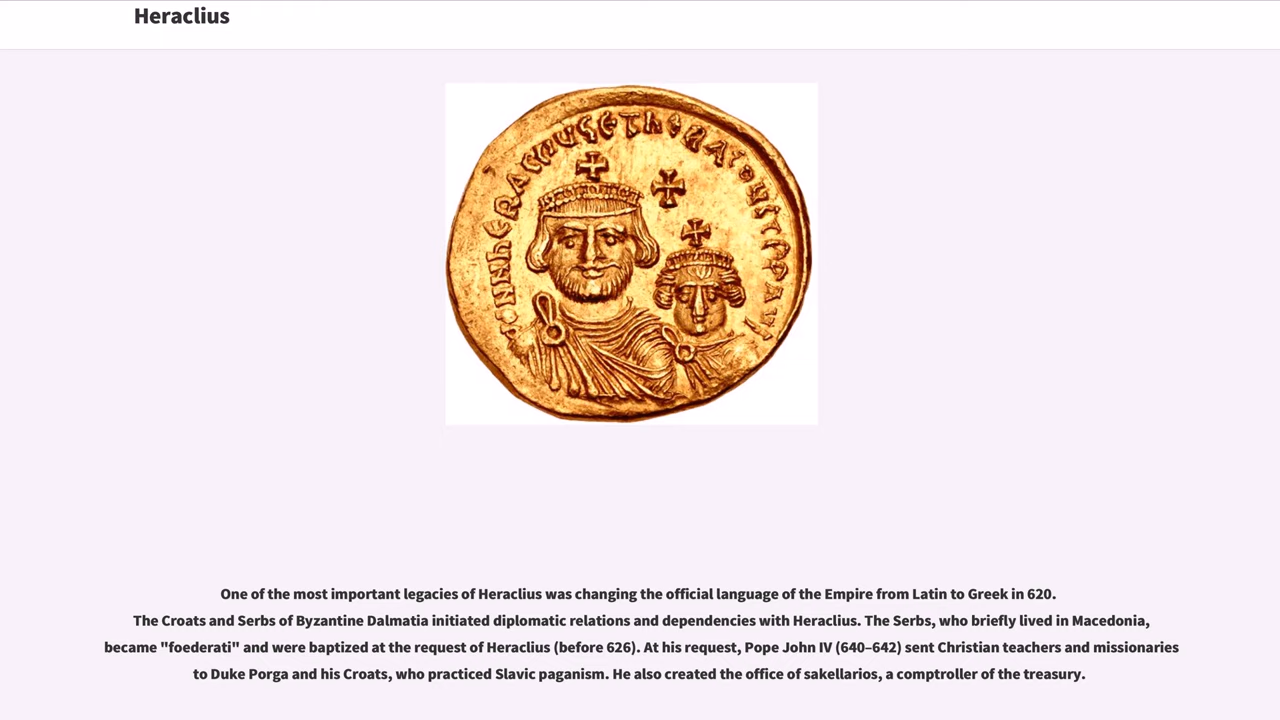 Heraclius
One of the most important legacies of Heraclius was changing the official language of the Empire from Latin to Greek in 620.
The Croats and Serbs of Byzantine Dalmatia initiated diplomatic relations and dependencies with Heraclius. The Serbs, who briefly lived in Macedonia,
became "foederati" and were baptized at the request of Heraclius (before 626). At his request, Pope John IV (640–642) sent Christian teachers and missionaries
to Duke Porga and his Croats, who practiced Slavic paganism. He also created the office of sakellarios, a comptroller of the treasury.